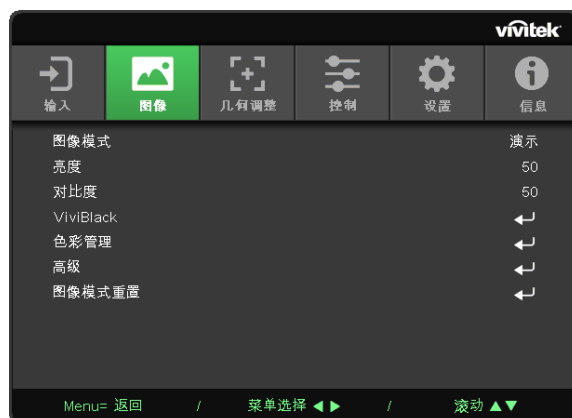 vivitek
输入 图像 几何调整 控制 设置 信息
图像模式 演示
亮度 50
对比度 50
ViviBlack
色彩管理
高级
图像模式重置
Menu= 返回 / 菜单选择 ◀ ▶ / 滚动 ▲▼